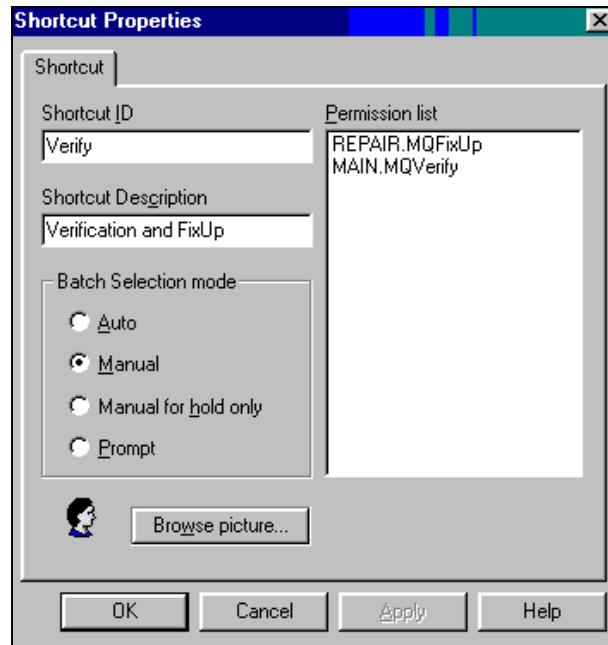 Shortcut Properties
Shortcut
Shortcut ID
Verify
Shortcut Description
Verification and FixUp
Batch Selection mode
Auto
Manual
Manual for hold only
Prompt
Browse picture...
Permission list
REPAIR.MQFixUp
MAIN.MQVerify
OK
Cancel
Apply
Help